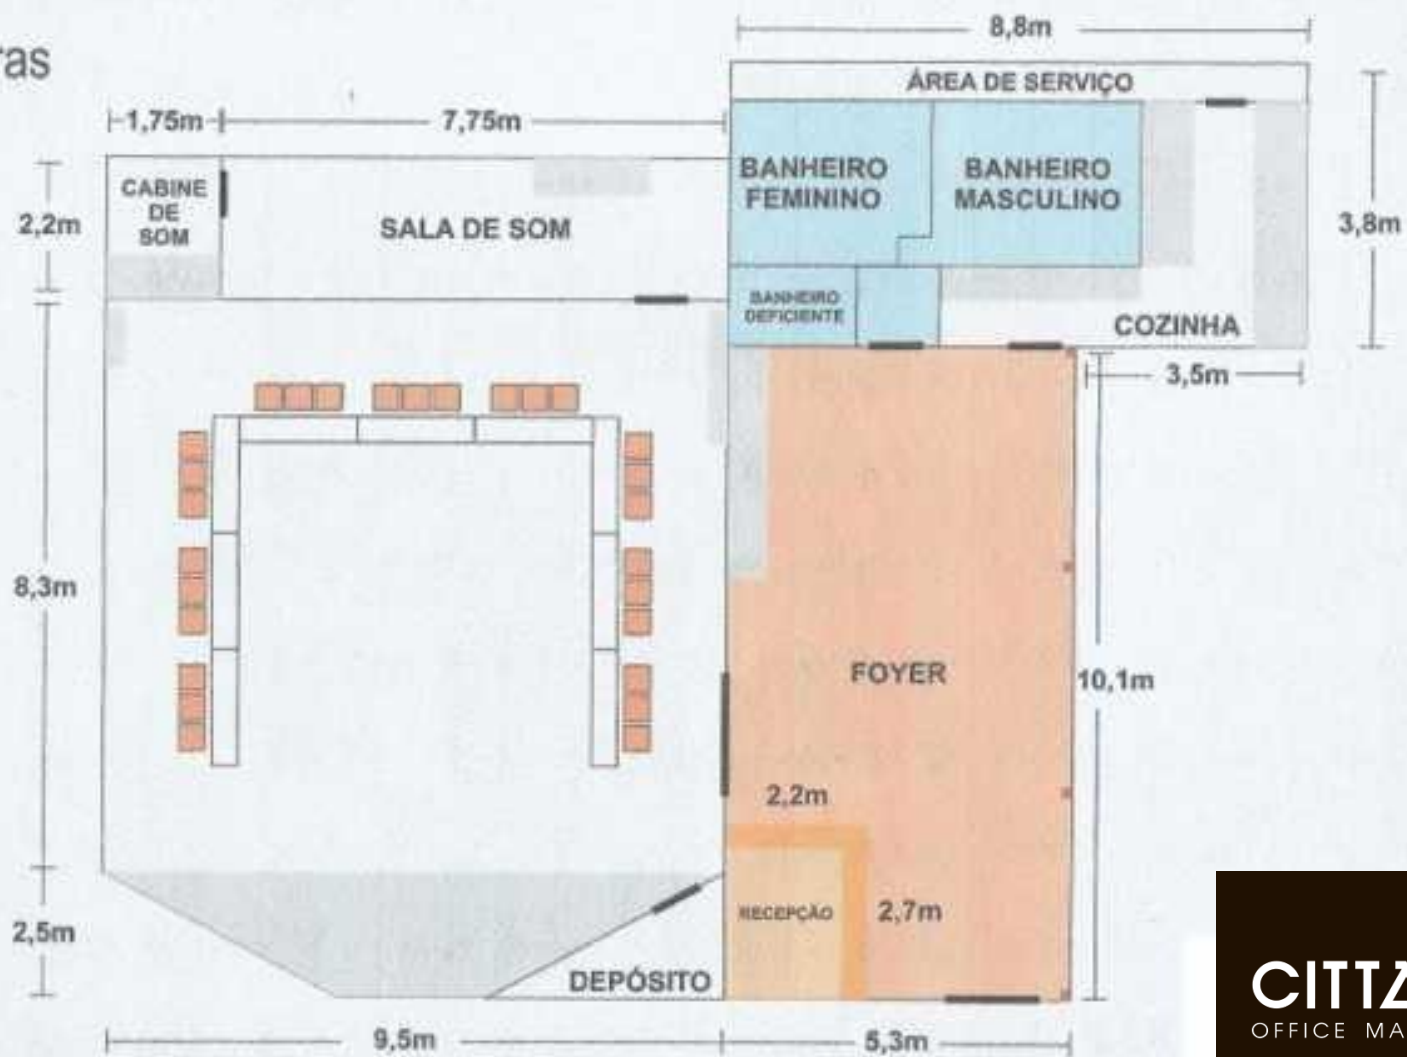 ras
8,8m
ÁREA DE SERVIÇO
1,75m
7,75m
CABINE
DE
SOM
2,2m
SALA DE SOM
BANHEIRO
FEMININO
BANHEIRO
MASCULINO
3,8m
BANHEIRO
DEFICIENTE
COZINHA
3,5m
8,3m
FOYER
10,1m
2,2m
RECEPÇÃO
2,7m
2,5m
DEPÓSITO
9,5m
5,3m
CITTÀ
OFFICE MA